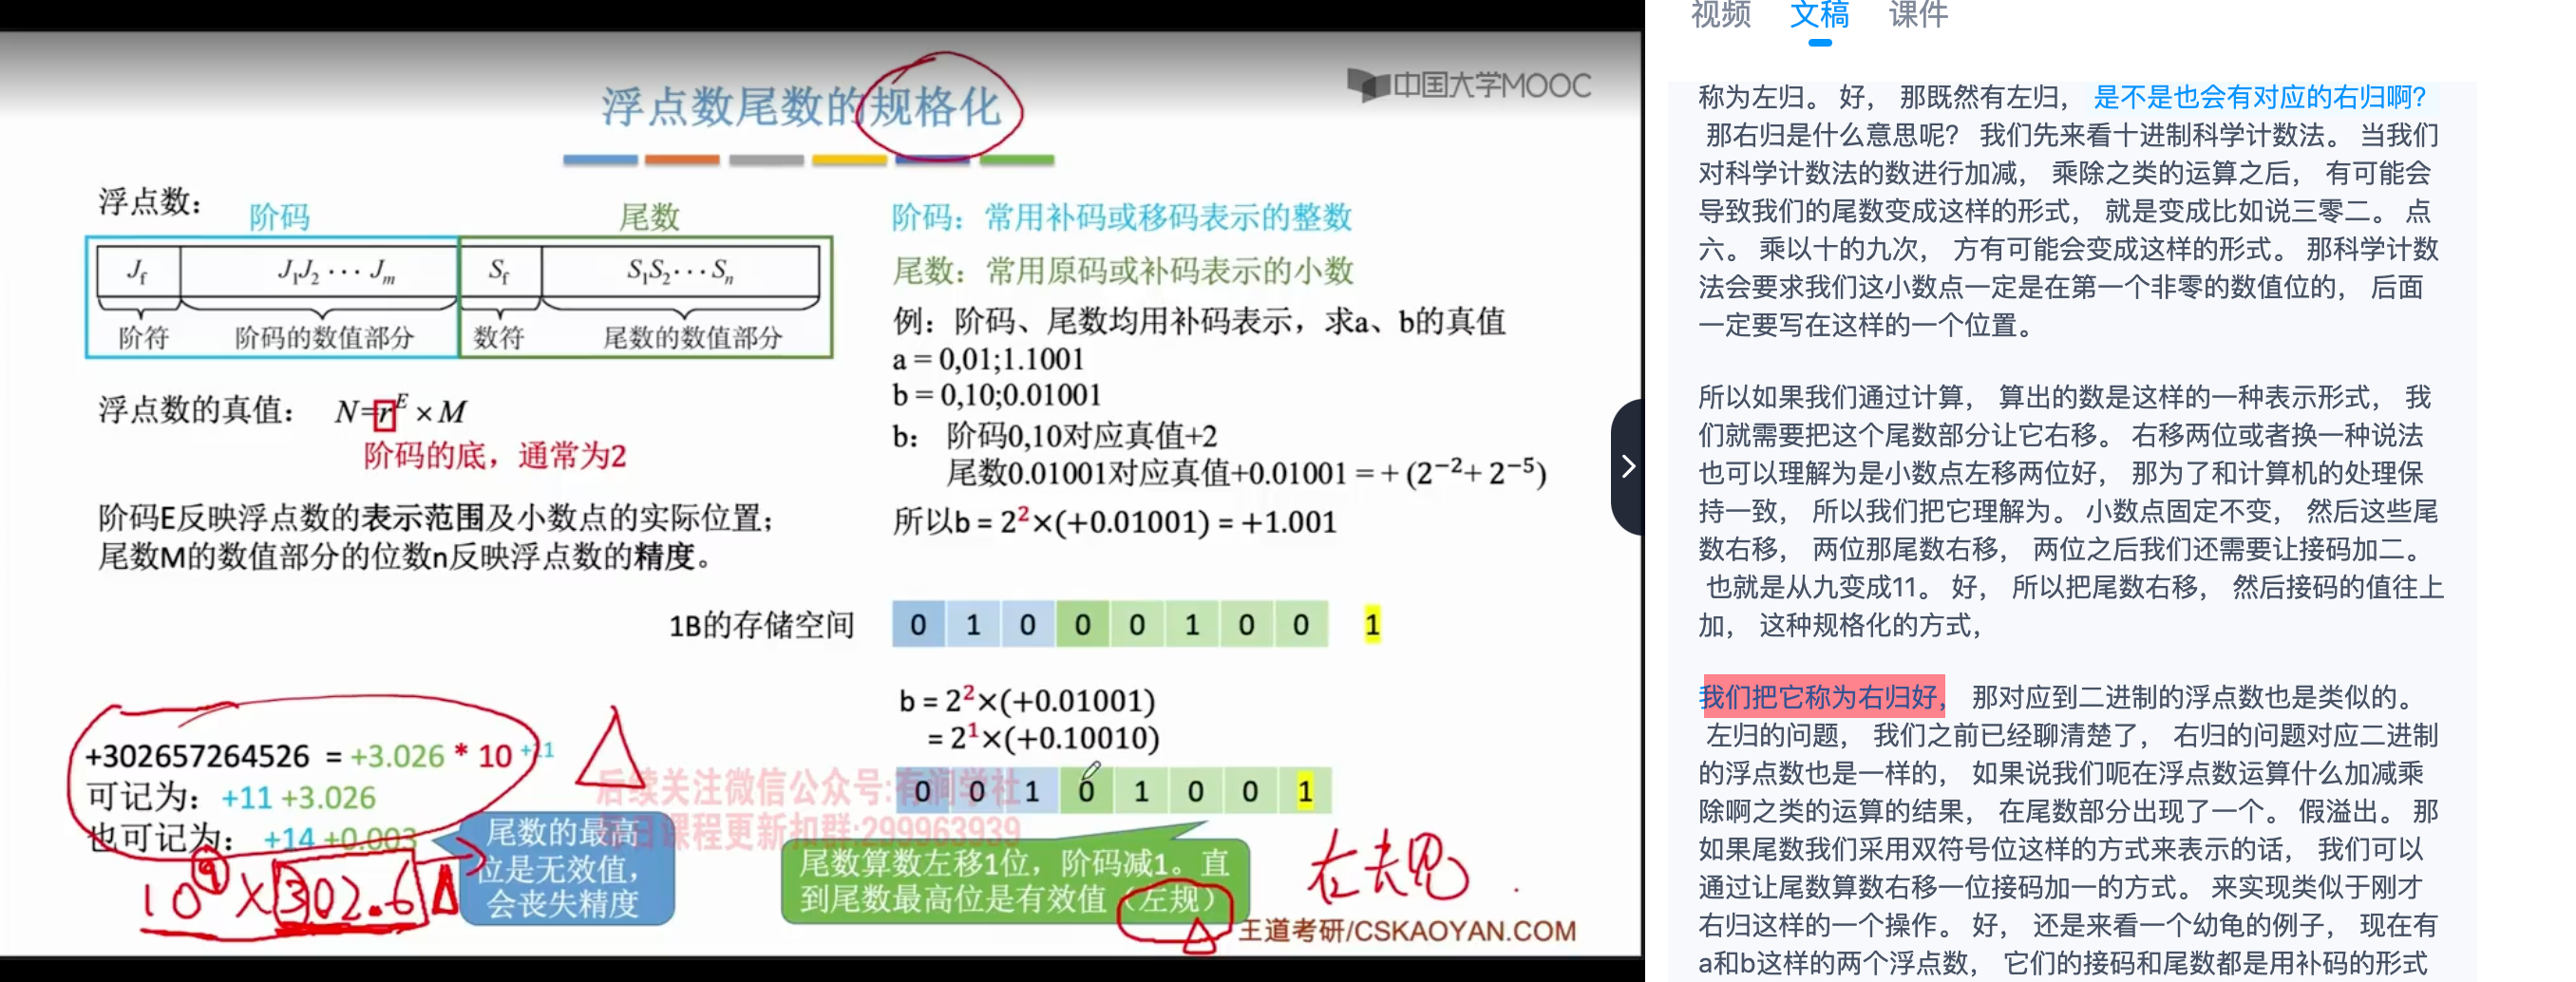 浮点数尾数的规格化
中国大学MOOC
浮点数：
阶码
尾数
J_f J₁J₂···J_m S_f S₁S₂···S_n
阶符 阶码的数值部分 数符 尾数的数值部分
浮点数的真值： N=r^E×M
阶码的底，通常为2
阶码E反映浮点数的表示范围及小数点的实际位置；
尾数M的数值部分的位数n反映浮点数的精度。
阶码：常用补码或移码表示的整数
尾数：常用原码或补码表示的小数
例：阶码、尾数均用补码表示，求a、b的真值
a = 0,01;1.1001
b = 0,10;0.01001
b： 阶码0,10对应真值+2
尾数0.01001对应真值+0.01001 = + (2⁻²+ 2⁻⁵)
所以b = 2²×(+0.01001) = +1.001
1B的存储空间 0 1 0 0 0 1 0 0 1
b = 2²×(+0.01001)
= 2¹×(+0.10010)
0 0 1 0 1 0 0 1
+302657264526 = +3.026 * 10 +11
可记为：+11 +3.026
也可记为： +14 +0.003
10⁹×302.6
尾数的最高
位是无效值，
会丧失精度
后续关注微信公众号:有涧学社
课程更新扣群:299963939
尾数算数左移1位，阶码减1。直
到尾数最高位是有效值（左规）
王道考研/CSKAOYAN.COM
视频 文稿 课件
称为左归。 好， 那既然有左归， 是不是也会有对应的右归啊？
那右归是什么意思呢？ 我们先来看十进制科学计数法。 当我们
对科学计数法的数进行加减， 乘除之类的运算之后， 有可能会
导致我们的尾数变成这样的形式， 就是变成比如说三零二。 点
六。 乘以十的九次， 方有可能会变成这样的形式。 那科学计数
法会要求我们这小数点一定是在第一个非零的数值位的， 后面
一定要写在这样的一个位置。
所以如果我们通过计算， 算出的数是这样的一种表示形式， 我
们就需要把这个尾数部分让它右移。 右移两位或者换一种说法
也可以理解为是小数点左移两位好， 那为了和计算机的处理保
持一致， 所以我们把它理解为。 小数点固定不变， 然后这些尾
数右移， 两位那尾数右移， 两位之后我们还需要让接码加二。
也就是从九变成11。 好， 所以把尾数右移， 然后接码的值往上
加， 这种规格化的方式，
我们把它称为右归好， 那对应到二进制的浮点数也是类似的。
左归的问题， 我们之前已经聊清楚了， 右归的问题对应二进制
的浮点数也是一样的， 如果说我们呃在浮点数运算什么加减乘
除啊之类的运算的结果， 在尾数部分出现了一个。 假溢出。 那
如果尾数我们采用双符号位这样的方式来表示的话， 我们可以
通过让尾数算数右移一位接码加一的方式。 来实现类似于刚才
右归这样的一个操作。 好， 还是来看一个幼龟的例子， 现在有
a和b这样的两个浮点数， 它们的接码和尾数都是用补码的形式